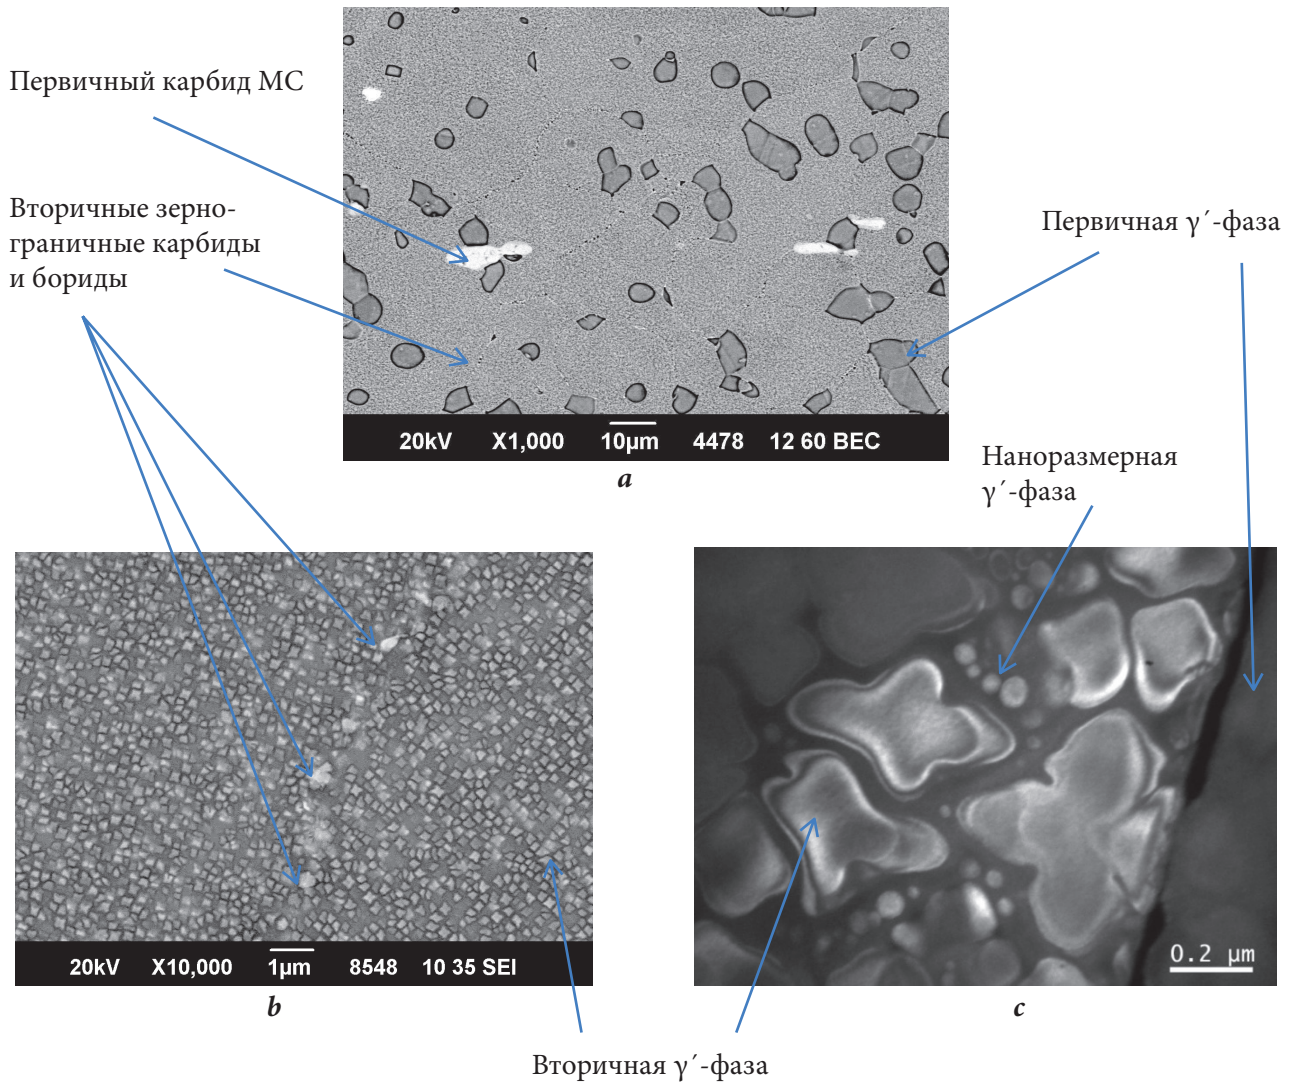 Первичный карбид MC
Вторичные зерно-
граничные карбиды
и бориды
Первичная γ´-фаза
20kV X1,000 10μm 4478 12 60 BEC
a
Наноразмерная
γ´-фаза
20kV X10,000 1μm 8548 10 35 SEI
b
0.2 μm
c
Вторичная γ´-фаза